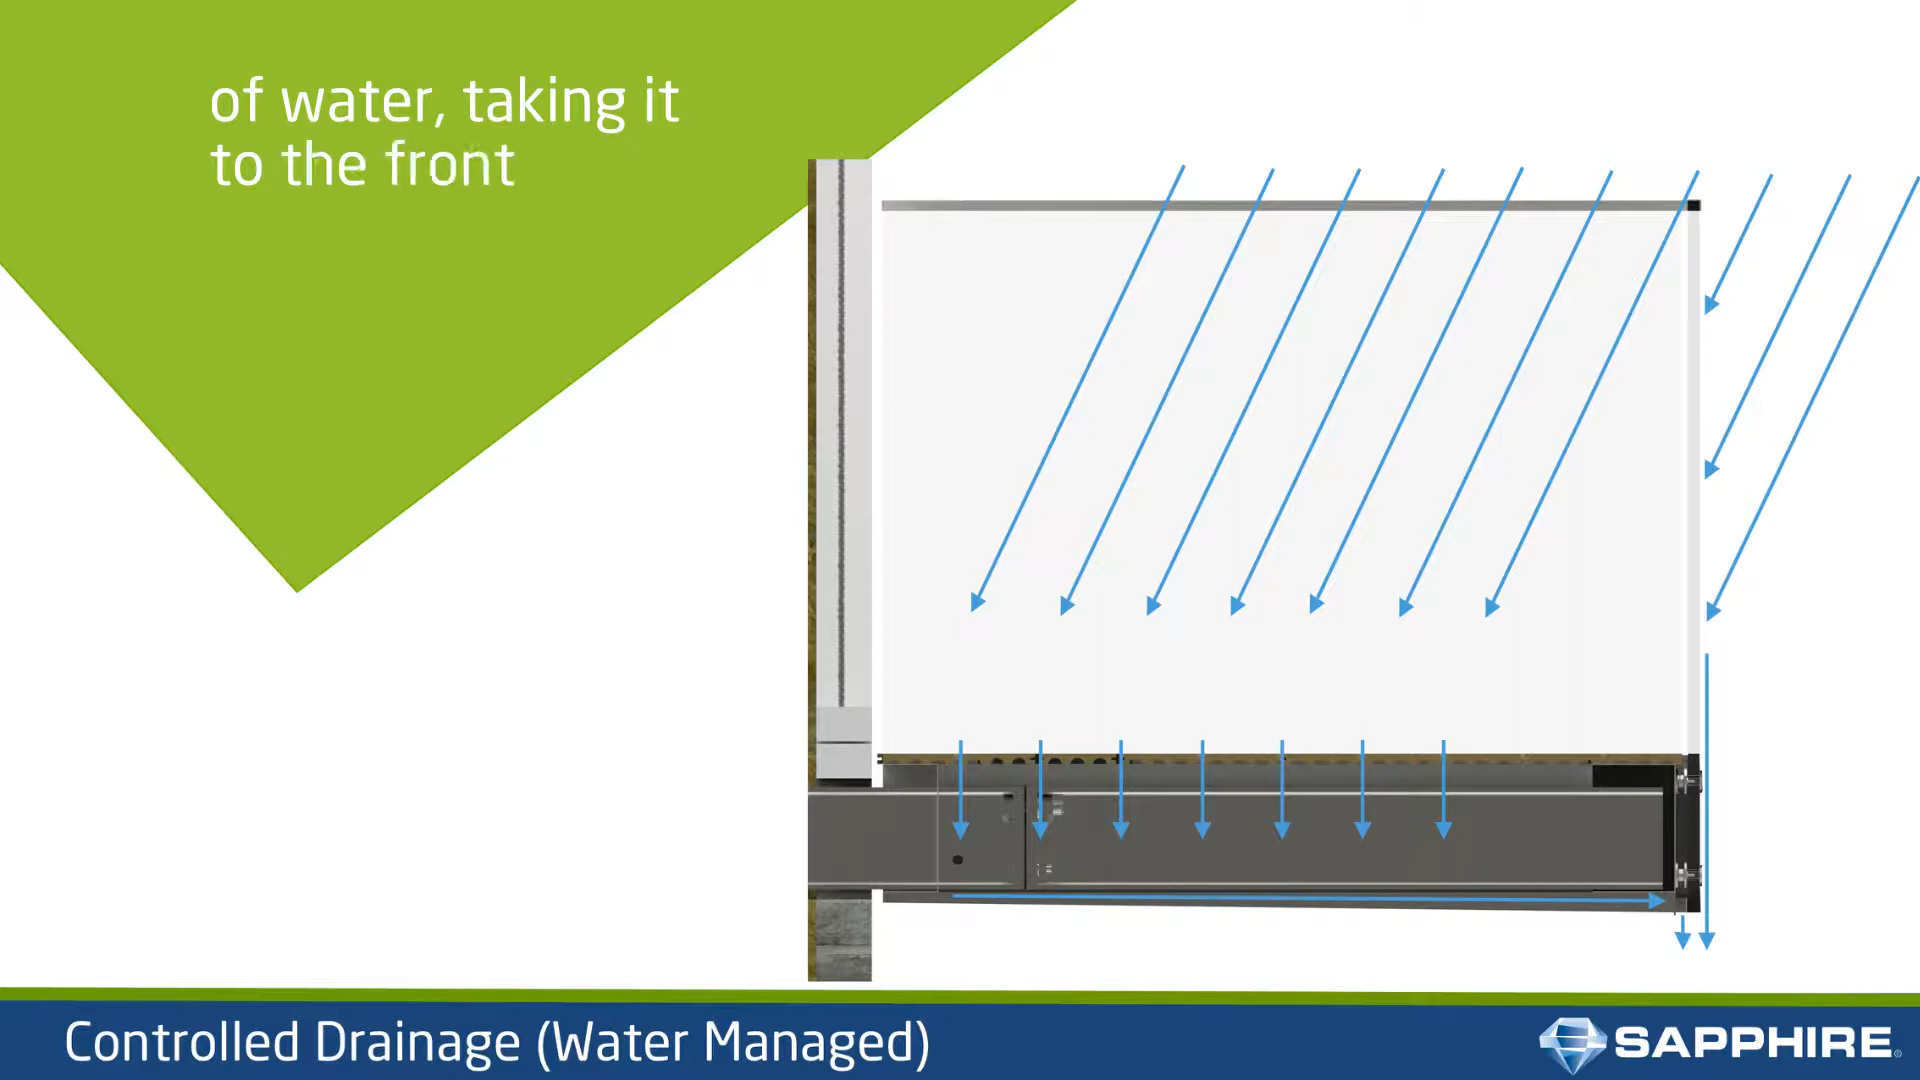 of water, taking it
to the front
Controlled Drainage (Water Managed)
SAPPHIRE®